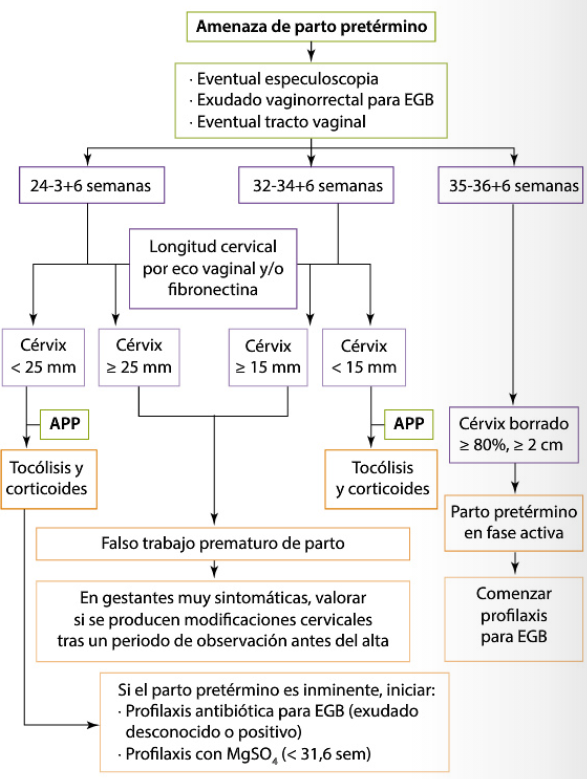 Amenaza de parto pretérmino
· Eventual especuloscopia
· Exudado vaginorrectal para EGB
· Eventual tracto vaginal
24-3+6 semanas
32-34+6 semanas
35-36+6 semanas
Longitud cervical
por eco vaginal y/o
fibronectina
Cérvix
< 25 mm
Cérvix
≥ 25 mm
Cérvix
≥ 15 mm
Cérvix
< 15 mm
APP
APP
Cérvix borrado
≥ 80%, ≥ 2 cm
Tocólisis y
corticoides
Tocólisis
y corticoides
Parto pretérmino
en fase activa
Falso trabajo prematuro de parto
En gestantes muy sintomáticas, valorar
si se producen modificaciones cervicales
tras un periodo de observación antes del alta
Comenzar
profilaxis
para EGB
Si el parto pretérmino es inminente, iniciar:
· Profilaxis antibiótica para EGB (exudado
desconocido o positivo)
· Profilaxis con MgSO₄ (< 31,6 sem)